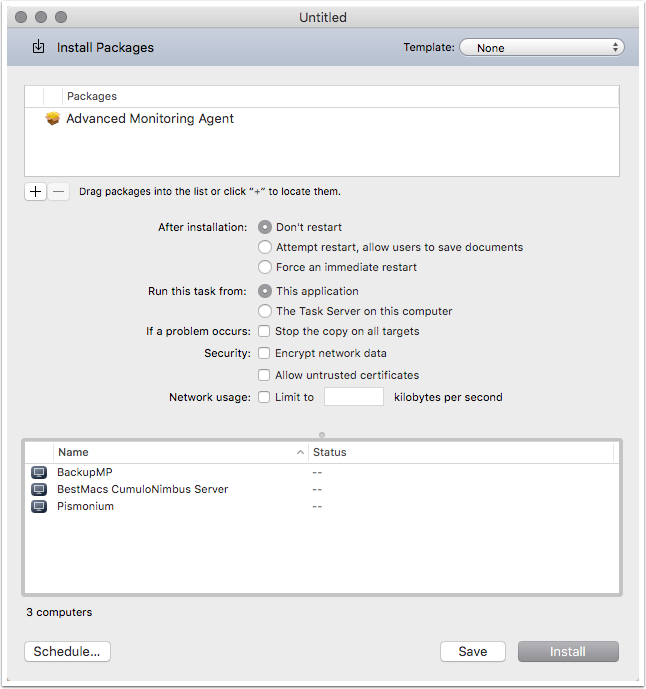 Untitled
Install Packages Template: None
Packages
Advanced Monitoring Agent
Drag packages into the list or click "+" to locate them.
After installation: Don't restart
Attempt restart, allow users to save documents
Force an immediate restart
Run this task from: This application
The Task Server on this computer
If a problem occurs: Stop the copy on all targets
Security: Encrypt network data
Allow untrusted certificates
Network usage: Limit to kilobytes per second
Name Status
BackupMP --
BestMacs CumuloNimbus Server --
Pismonium --
3 computers
Schedule... Save Install